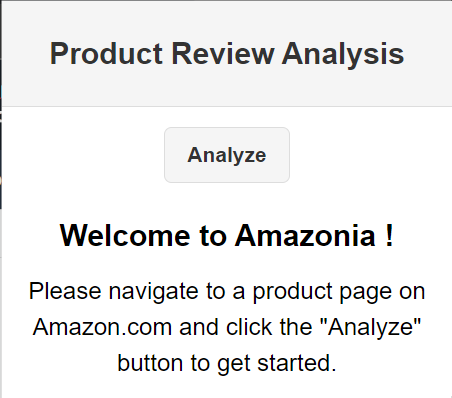 Product Review Analysis
Analyze
Welcome to Amazonia !
Please navigate to a product page on
Amazon.com and click the "Analyze"
button to get started.